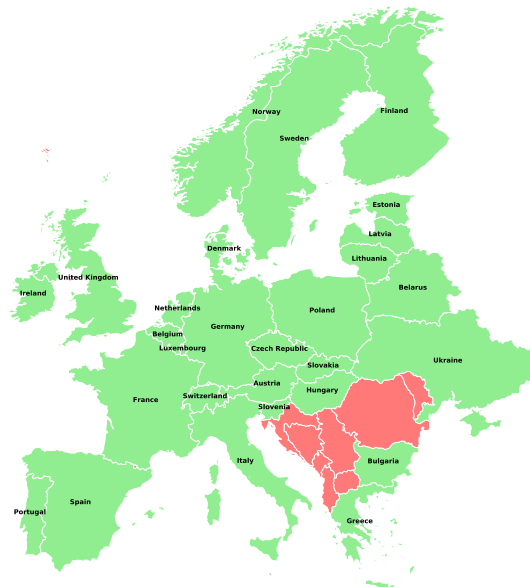 Norway
Finland
Sweden
Estonia
Latvia
Denmark
Lithuania
United Kingdom
Belarus
Ireland
Netherlands
Poland
Germany
Belgium
Luxembourg
Czech Republic
Ukraine
Slovakia
Austria
Hungary
Switzerland
France
Slovenia
Italy
Bulgaria
Spain
Portugal
Greece